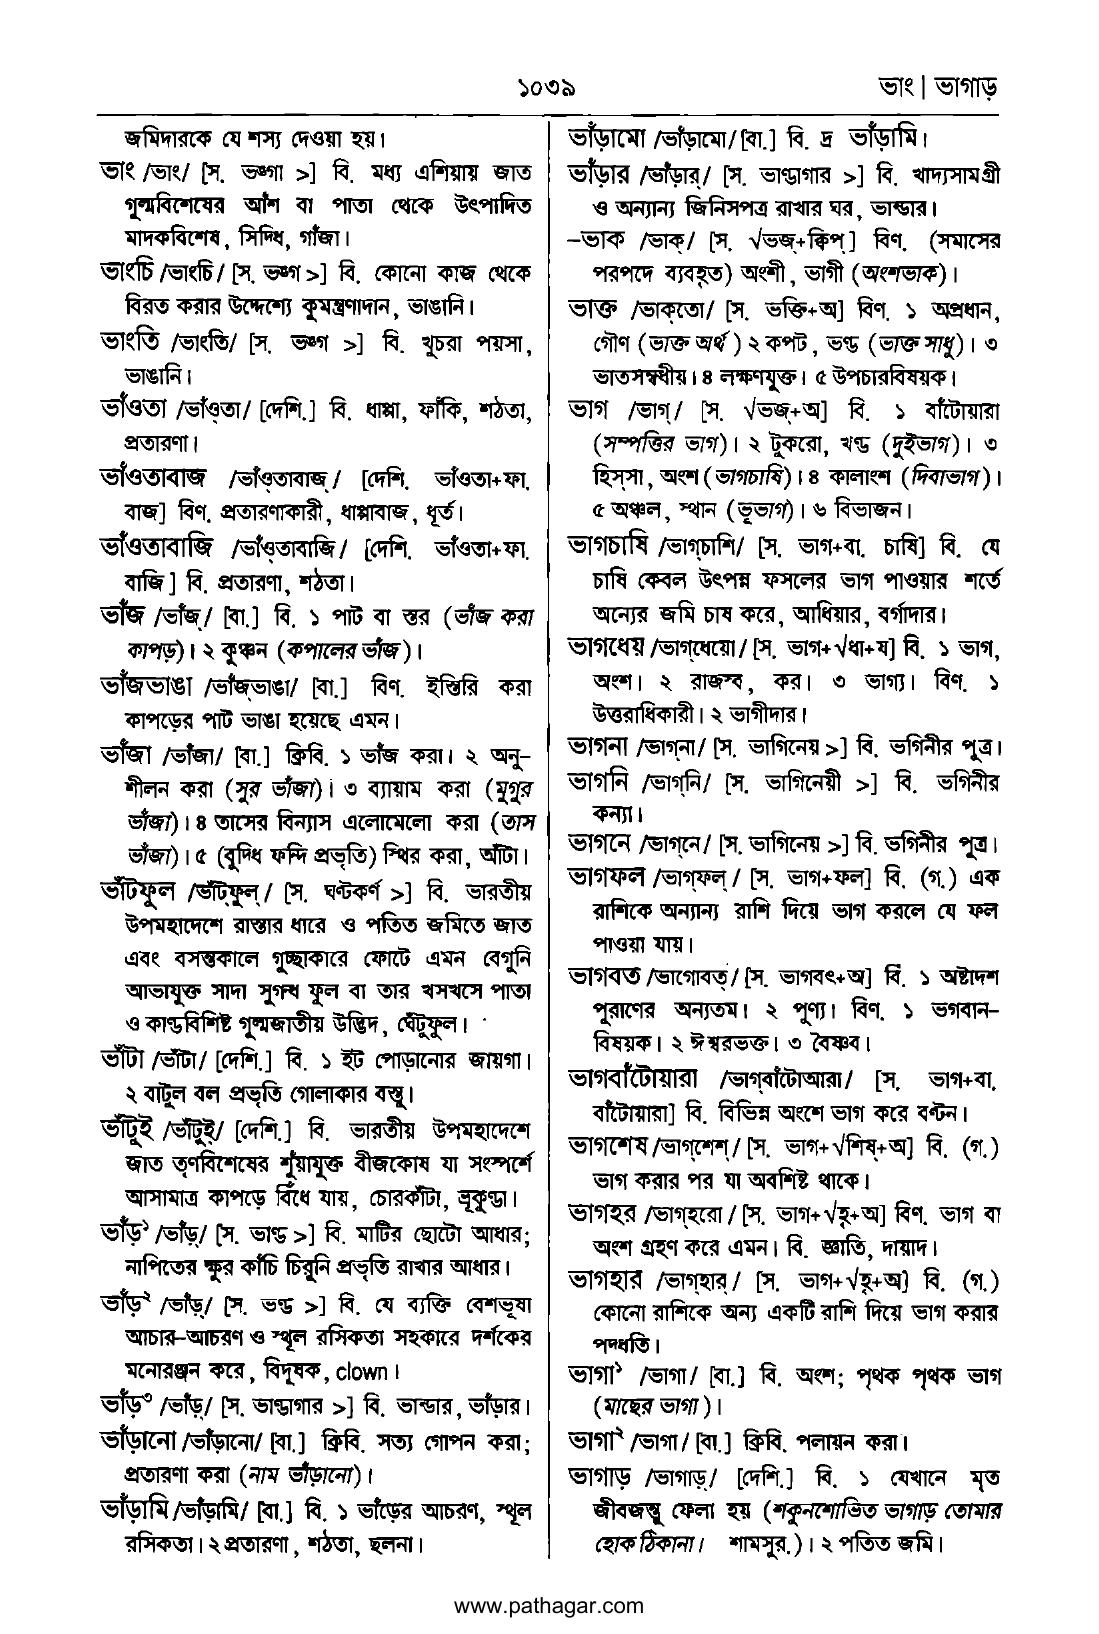 ১০৩৯
ভাং | ভাগাড়
জমিদারকে যে শস্য দেওয়া হয়।
ভাং /ভাং/ [স. ভঙ্গা >] বি. মধ্য এশিয়ায় জাত
গুল্মবিশেষের আঁশ বা পাতা থেকে উৎপাদিত
মাদকবিশেষ, সিদ্ধি, গাঁজা।
ভাংচি /ভাংচি/ [স. ভঙ্গ >] বি. কোনো কাজ থেকে
বিরত করার উদ্দেশ্যে কুমন্ত্রণাদান, ভাঙানি।
ভাংতি /ভাংতি/ [স. ভঙ্গ >] বি. খুচরা পয়সা,
ভাঙানি।
ভাঁওতা /ভাঁওৃতা/ [দেশি.] বি. ধাপ্পা, ফাঁকি, শঠতা,
প্রতারণা।
ভাঁওতাবাজ /ভাঁওৃতাবাজ্/ [দেশি. ভাঁওতা+ফা.
বাজ] বিণ. প্রতারণাকারী, ধাপ্পাবাজ, ধূর্ত।
ভাঁওতাবাজি /ভাঁওৃতাবাজি/ [দেশি. ভাঁওতা+ফা.
বাজি] বি. প্রতারণা, শঠতা।
ভাঁজ /ভাঁজ্/ [বা.] বি. ১ পাট বা স্তর (ভাঁজ করা
কাপড়)। ২ কুঞ্চন (কপালের ভাঁজ)।
ভাঁজভাঙা /ভাঁজ্‌ভাঙা/ [বা.] বিণ. ইস্তিরি করা
কাপড়ের পাট ভাঙা হয়েছে এমন।
ভাঁজা /ভাঁজা/ [বা.] ক্রিবি. ১ ভাঁজ করা। ২ অনু-
শীলন করা (সুর ভাঁজা)। ৩ ব্যায়াম করা (মুগুর
ভাঁজা)। ৪ তাসের বিন্যাস এলোমেলো করা (তাস
ভাঁজা)। ৫ (বুদ্ধি ফন্দি প্রভৃতি) স্থির করা, আঁটা।
ভাঁটফুল /ভাঁট্‌ফুল্/ [স. ঘণ্টকর্ণ >] বি. ভারতীয়
উপমহাদেশে রাস্তার ধারে ও পতিত জমিতে জাত
এবং বসন্তকালে গুচ্ছাকারে ফোটে এমন বেগুনি
আভাযুক্ত সাদা সুগন্ধ ফুল বা তার খসখসে পাতা
ও কাণ্ডবিশিষ্ট গুল্মজাতীয় উদ্ভিদ, ঘেঁটুফুল।
ভাঁটা /ভাঁটা/ [দেশি.] বি. ১ ইট পোড়ানোর জায়গা।
২ বাটুল বল প্রভৃতি গোলাকার বস্তু।
ভাঁটুই /ভাঁটুই্/ [দেশি.] বি. ভারতীয় উপমহাদেশে
জাত তৃণবিশেষের শুঁয়াযুক্ত বীজকোষ যা সংস্পর্শে
আসামাত্র কাপড়ে বিঁধে যায়, চোরকাঁটা, ভূকুণ্ডা।
ভাঁড়১ /ভাঁড়্/ [স. ভাণ্ড >] বি. মাটির ছোটো আধার;
নাপিতের ক্ষুর কাঁচি চিরুনি প্রভৃতি রাখার আধার।
ভাঁড়২ /ভাঁড়্/ [স. ভণ্ড >] বি. যে ব্যক্তি বেশভূষা
আচার-আচরণ ও স্থূল রসিকতা সহকারে দর্শকের
মনোরঞ্জন করে, বিদূষক, clown।
ভাঁড়৩ /ভাঁড়্/ [স. ভাণ্ডাগার >] বি. ভান্ডার, ভাঁড়ার।
ভাঁড়ানো /ভাঁড়ানো/ [বা.] ক্রিবি. সত্য গোপন করা;
প্রতারণা করা (নাম ভাঁড়ানো)।
ভাঁড়ামি /ভাঁড়ামি/ [বা.] বি. ১ ভাঁড়ের আচরণ, স্থূল
রসিকতা। ২ প্রতারণা, শঠতা, ছলনা।
ভাঁড়ামো /ভাঁড়ামো/ [বা.] বি. দ্র ভাঁড়ামি।
ভাঁড়ার /ভাঁড়ার্/ [স. ভাণ্ডাগার >] বি. খাদ্যসামগ্রী
ও অন্যান্য জিনিসপত্র রাখার ঘর, ভান্ডার।
-ভাক /ভাক্/ [স. √ভজ্+ক্বিপ্] বিণ. (সমাসের
পরপদে ব্যবহৃত) অংশী, ভাগী (অংশভাক)।
ভাক্ত /ভাক্‌তো/ [স. ভক্তি+অ] বিণ. ১ অপ্রধান,
গৌণ (ভাক্ত অর্থ) ২ কপট, ভণ্ড (ভাক্ত সাধু)। ৩
ভাতসম্বন্ধীয়। ৪ লক্ষণযুক্ত। ৫ উপচারবিষয়ক।
ভাগ /ভাগ্/ [স. √ভজ্+অ] বি. ১ বাঁটোয়ারা
(সম্পত্তির ভাগ)। ২ টুকরো, খণ্ড (দুইভাগ)। ৩
হিস্‌সা, অংশ (ভাগচাষি)। ৪ কালাংশ (দিবাভাগ)।
৫ অঞ্চল, স্থান (ভূভাগ)। ৬ বিভাজন।
ভাগচাষি /ভাগ্‌চাশি/ [স. ভাগ+বা. চাষি] বি. যে
চাষি কেবল উৎপন্ন ফসলের ভাগ পাওয়ার শর্তে
অন্যের জমি চাষ করে, আধিয়ার, বর্গাদার।
ভাগধেয় /ভাগ্‌ধেয়ো/ [স. ভাগ+√ধা+য] বি. ১ ভাগ,
অংশ। ২ রাজস্ব, কর। ৩ ভাগ্য। বিণ. ১
উত্তরাধিকারী। ২ ভাগীদার।
ভাগনা /ভাগ্‌না/ [স. ভাগিনেয় >] বি. ভগিনীর পুত্র।
ভাগনি /ভাগ্‌নি/ [স. ভাগিনেয়ী >] বি. ভগিনীর
কন্যা।
ভাগনে /ভাগ্‌নে/ [স. ভাগিনেয় >] বি. ভগিনীর পুত্র।
ভাগফল /ভাগ্‌ফল্/ [স. ভাগ+ফল] বি. (গ.) এক
রাশিকে অন্যান্য রাশি দিয়ে ভাগ করলে যে ফল
পাওয়া যায়।
ভাগবত /ভাগোবত্/ [স. ভাগবৎ+অ] বি. ১ অষ্টাদশ
পুরাণের অন্যতম। ২ পুণ্য। বিণ. ১ ভগবান-
বিষয়ক। ২ ঈশ্বরভক্ত। ৩ বৈষ্ণব।
ভাগবাঁটোয়ারা /ভাগ্‌বাঁটোআরা/ [স. ভাগ+বা.
বাঁটোয়ারা] বি. বিভিন্ন অংশে ভাগ করে বণ্টন।
ভাগশেষ /ভাগ্‌শেশ্/ [স. ভাগ+√শিষ্+অ] বি. (গ.)
ভাগ করার পর যা অবশিষ্ট থাকে।
ভাগহর /ভাগ্‌হরো/ [স. ভাগ+√হৃ+অ] বিণ. ভাগ বা
অংশ গ্রহণ করে এমন। বি. জ্ঞাতি, দায়াদ।
ভাগহার /ভাগ্‌হার্/ [স. ভাগ+√হৃ+অ] বি. (গ.)
কোনো রাশিকে অন্য একটি রাশি দিয়ে ভাগ করার
পদ্ধতি।
ভাগা১ /ভাগা/ [বা.] বি. অংশ; পৃথক পৃথক ভাগ
(মাছের ভাগা)।
ভাগা২ /ভাগা/ [বা.] ক্রিবি. পলায়ন করা।
ভাগাড় /ভাগাড়্/ [দেশি.] বি. ১ যেখানে মৃত
জীবজন্তু ফেলা হয় (শকুনশোভিত ভাগাড় তোমার
হোক ঠিকানা। শামসুর.)। ২ পতিত জমি।
www.pathagar.com